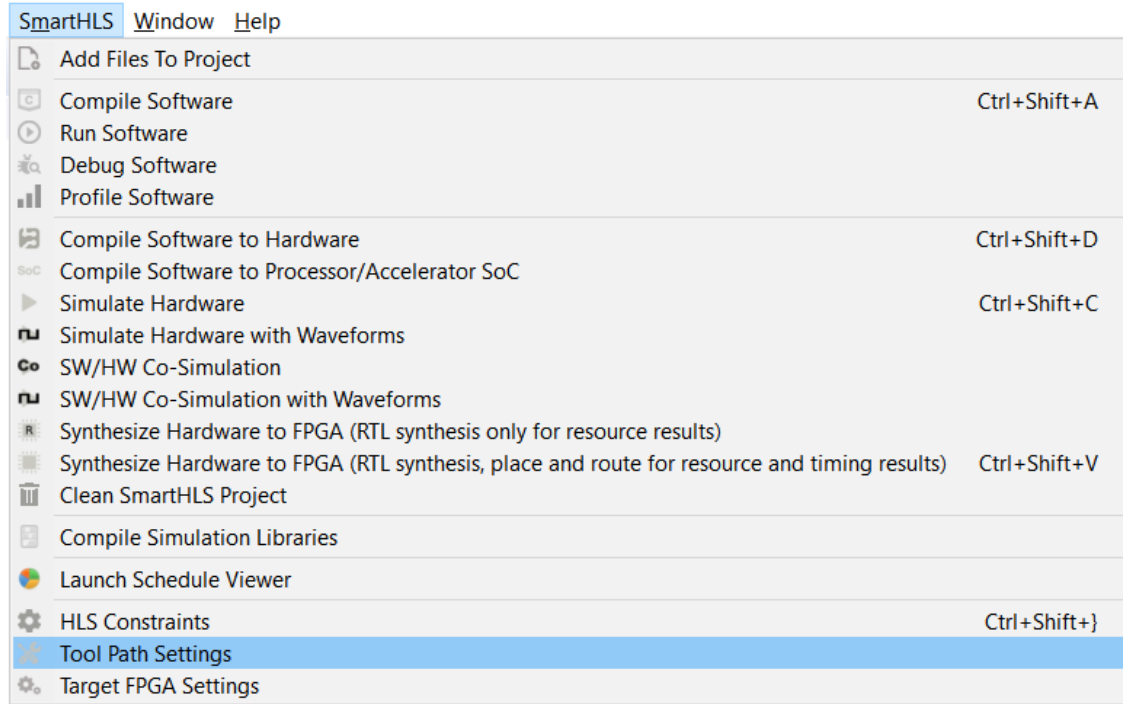 SmartHLS Window Help
Add Files To Project
C Compile Software Ctrl+Shift+A
Run Software
Debug Software
Profile Software
Compile Software to Hardware Ctrl+Shift+D
SoC Compile Software to Processor/Accelerator SoC
Simulate Hardware Ctrl+Shift+C
Simulate Hardware with Waveforms
Co SW/HW Co-Simulation
SW/HW Co-Simulation with Waveforms
R Synthesize Hardware to FPGA (RTL synthesis only for resource results)
Synthesize Hardware to FPGA (RTL synthesis, place and route for resource and timing results) Ctrl+Shift+V
Clean SmartHLS Project
Compile Simulation Libraries
Launch Schedule Viewer
HLS Constraints Ctrl+Shift+}
Tool Path Settings
Target FPGA Settings